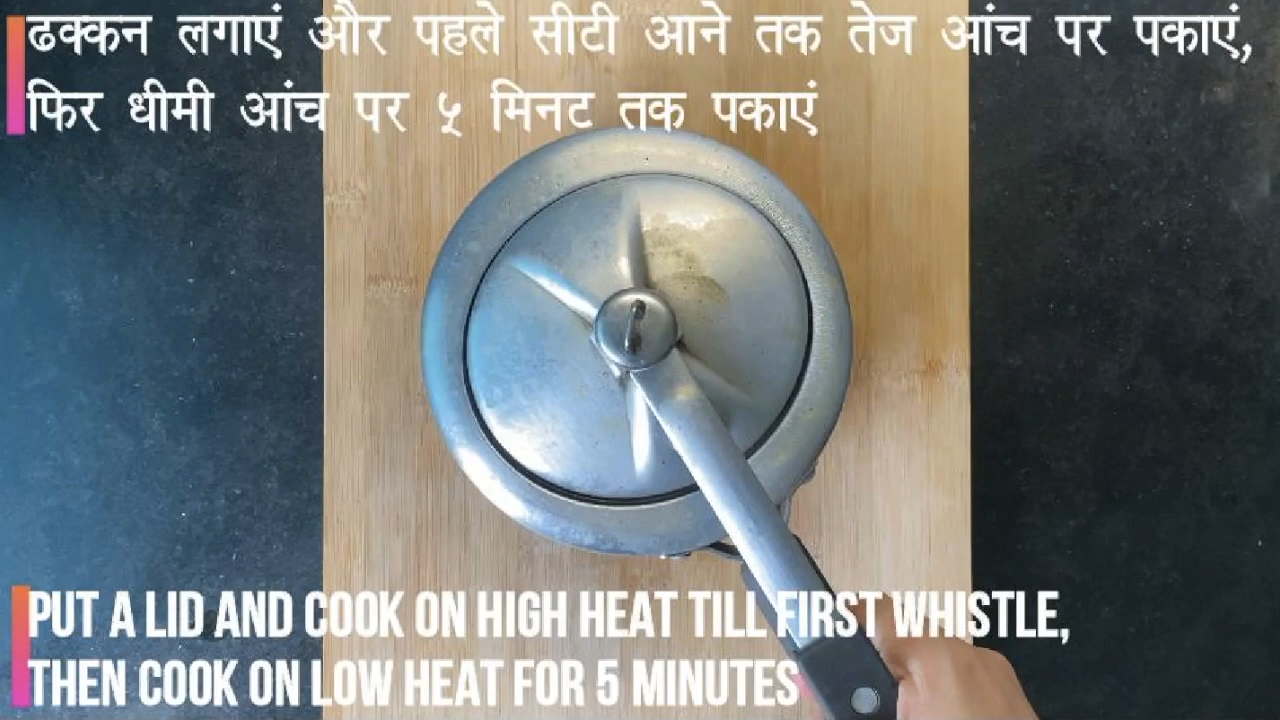 ढक्कन लगाएं और पहले सीटी आने तक तेज आंच पर पकाएं,
फिर धीमी आंच पर ५ मिनट तक पकाएं
PUT A LID AND COOK ON HIGH HEAT TILL FIRST WHISTLE,
THEN COOK ON LOW HEAT FOR 5 MINUTES